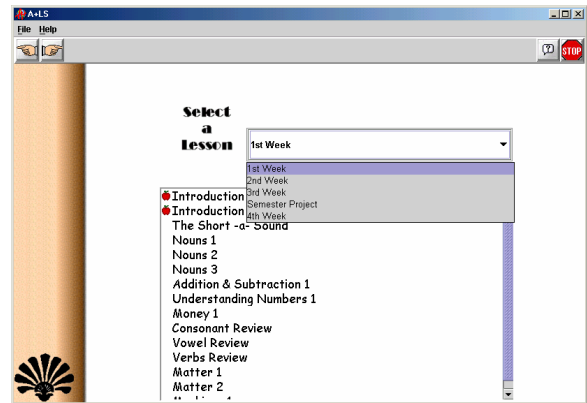 A+LS
File Help
STOP
Select
a
Lesson
1st Week
1st Week
2nd Week
3rd Week
Semester Project
4th Week
Introduction
Introduction
The Short -a- Sound
Nouns 1
Nouns 2
Nouns 3
Addition & Subtraction 1
Understanding Numbers 1
Money 1
Consonant Review
Vowel Review
Verbs Review
Matter 1
Matter 2